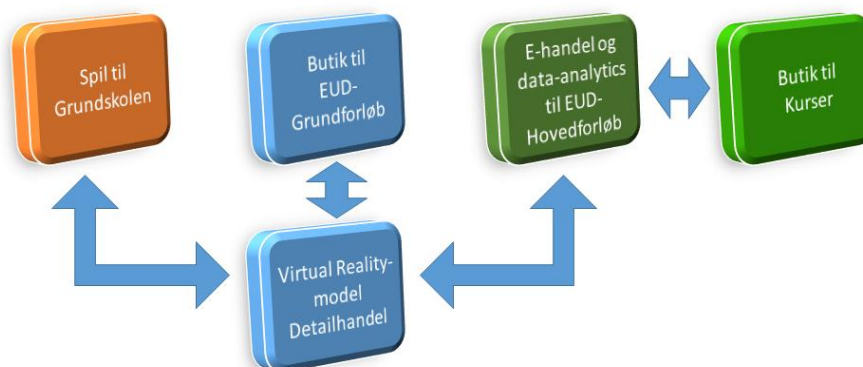 Spil til
Grundskolen
Butik til
EUD-
Grundforløb
E-handel og
data-analytics
til EUD-
Hovedforløb
Butik til
Kurser
Virtual Reality-
model
Detailhandel